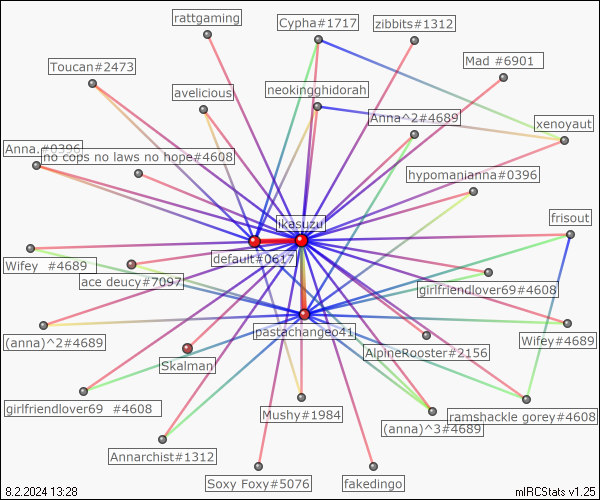 rattgaming
Cypha#1717
zibbits#1312
Toucan#2473
Mad #6901
avelicious
neokingghidorah
Anna^2#4689
xenoyaut
Anna.#0396
no cops no laws no hope#4608
hypomanianna#0396
ikasuzu
frisout
default#0617
Wifey  #4689
ace deucy#7097
girlfriendlover69#4608
pastachangeo41
(anna)^2#4689
Wifey#4689
AlpheRooster#2156
Skalman
girlfriendlover69  #4608
Mushy#1984
ramshackle gorey#4608
(anna)^3#4689
Annarchist#1312
Soxy Foxy#5076
fakedingo
8.2.2024 13:28
mIRCStats v1.25